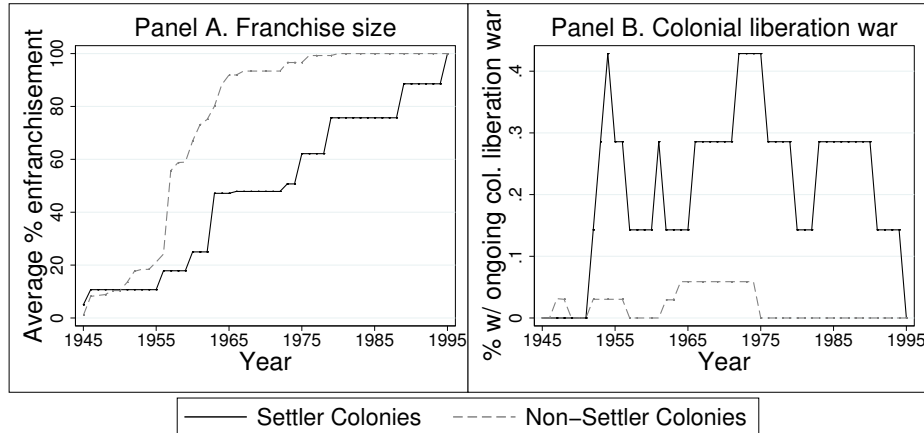 Panel A. Franchise size
Average % enfranchisement
0 20 40 60 80 100
1945 1955 1965 1975 1985 1995
Year
Panel B. Colonial liberation war
% w/ ongoing col. liberation war
0 .1 .2 .3 .4
1945 1955 1965 1975 1985 1995
Year
Settler Colonies Non−Settler Colonies